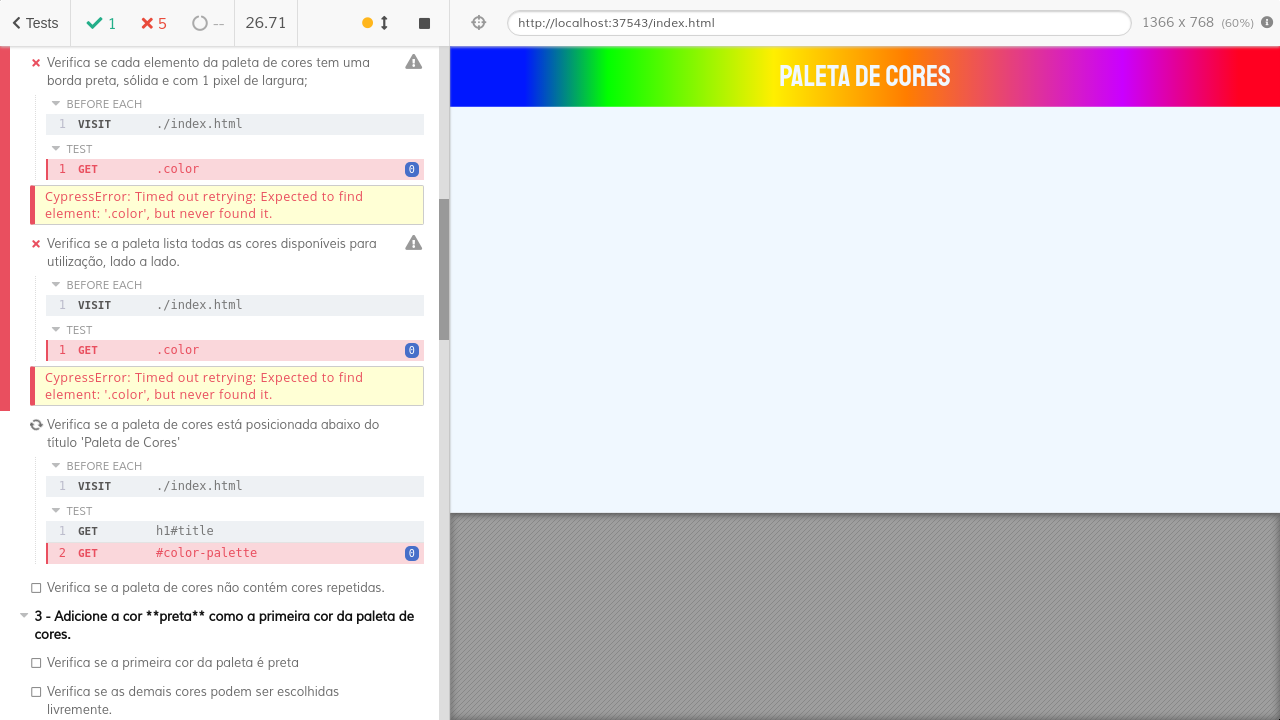 Tests
1
5
--
26.71
http://localhost:37543/index.html
1366 x 768 (60%)
Verifica se cada elemento da paleta de cores tem uma
borda preta, sólida e com 1 pixel de largura;
BEFORE EACH
1 VISIT ./index.html
TEST
1 GET .color 0
CypressError: Timed out retrying: Expected to find
element: '.color', but never found it.
Verifica se a paleta lista todas as cores disponíveis para
utilização, lado a lado.
BEFORE EACH
1 VISIT ./index.html
TEST
1 GET .color 0
CypressError: Timed out retrying: Expected to find
element: '.color', but never found it.
Verifica se a paleta de cores está posicionada abaixo do
título 'Paleta de Cores'
BEFORE EACH
1 VISIT ./index.html
TEST
1 GET h1#title
2 GET #color-palette 0
Verifica se a paleta de cores não contém cores repetidas.
3 - Adicione a cor **preta** como a primeira cor da paleta de
cores.
Verifica se a primeira cor da paleta é preta
Verifica se as demais cores podem ser escolhidas
livremente.
PALETA DE CORES